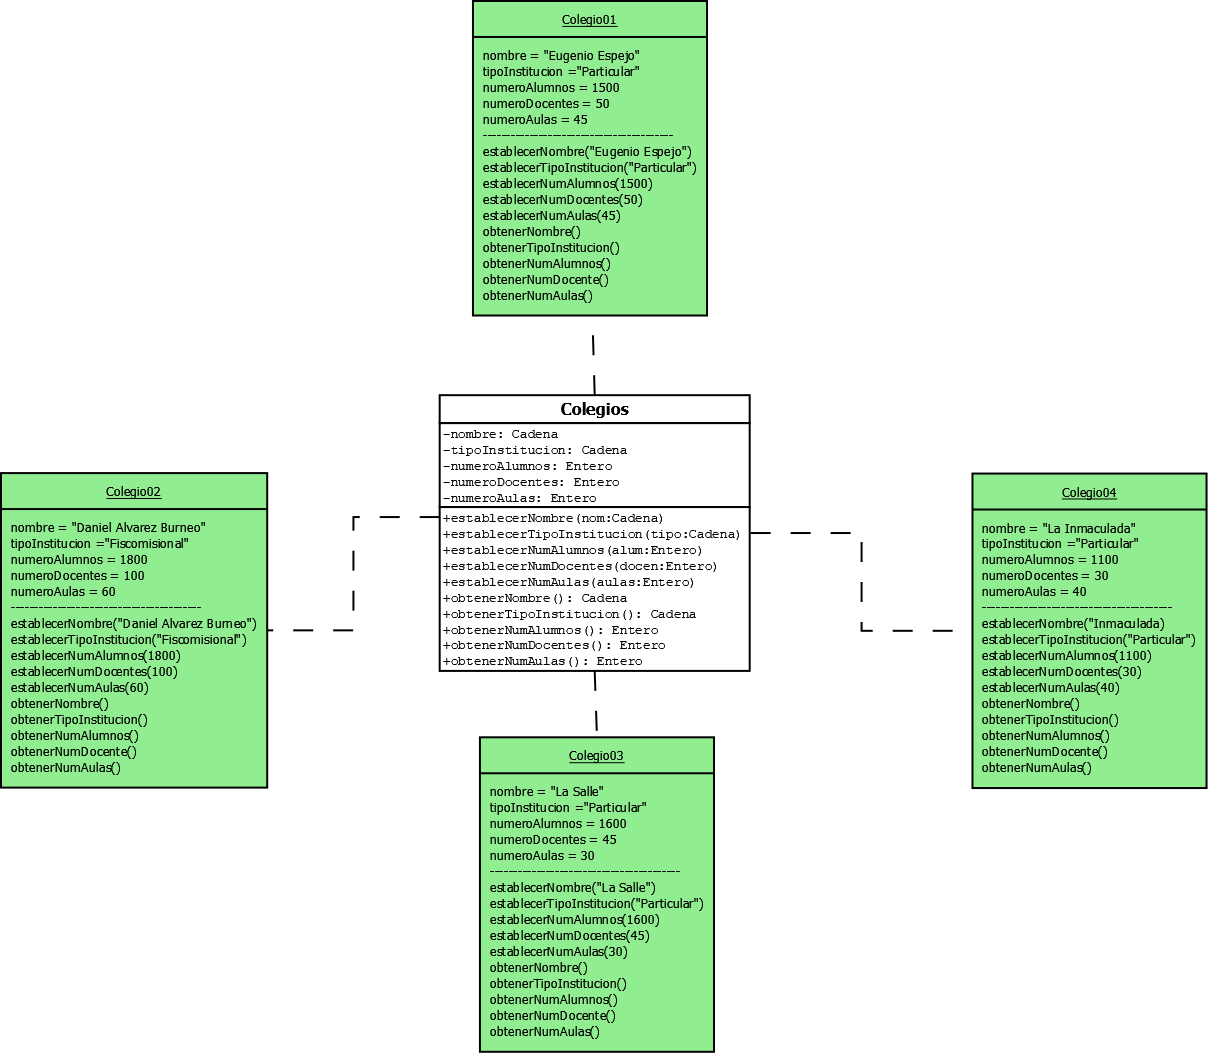 Colegio01
nombre = "Eugenio Espejo"
tipoInstitucion ="Particular"
numeroAlumnos = 1500
numeroDocentes = 50
numeroAulas = 45
----------------------------------------
establecerNombre("Eugenio Espejo")
establecerTipoInstitucion("Particular")
establecerNumAlumnos(1500)
establecerNumDocentes(50)
establecerNumAulas(45)
obtenerNombre()
obtenerTipoInstitucion()
obtenerNumAlumnos()
obtenerNumDocente()
obtenerNumAulas()
Colegios
-nombre: Cadena
-tipoInstitucion: Cadena
-numeroAlumnos: Entero
-numeroDocentes: Entero
-numeroAulas: Entero
+establecerNombre(nom:Cadena)
+establecerTipoInstitucion(tipo:Cadena)
+establecerNumAlumnos(alum:Entero)
+establecerNumDocentes(docen:Entero)
+establecerNumAulas(aulas:Entero)
+obtenerNombre(): Cadena
+obtenerTipoInstitucion(): Cadena
+obtenerNumAlumnos(): Entero
+obtenerNumDocentes(): Entero
+obtenerNumAulas(): Entero
Colegio02
nombre = "Daniel Alvarez Burneo"
tipoInstitucion ="Fiscomisional"
numeroAlumnos = 1800
numeroDocentes = 100
numeroAulas = 60
----------------------------------------
establecerNombre("Daniel Alvarez Burneo")
establecerTipoInstitucion("Fiscomisional")
establecerNumAlumnos(1800)
establecerNumDocentes(100)
establecerNumAulas(60)
obtenerNombre()
obtenerTipoInstitucion()
obtenerNumAlumnos()
obtenerNumDocente()
obtenerNumAulas()
Colegio04
nombre = "La Inmaculada"
tipoInstitucion ="Particular"
numeroAlumnos = 1100
numeroDocentes = 30
numeroAulas = 40
----------------------------------------
establecerNombre("Inmaculada)
establecerTipoInstitucion("Particular")
establecerNumAlumnos(1100)
establecerNumDocentes(30)
establecerNumAulas(40)
obtenerNombre()
obtenerTipoInstitucion()
obtenerNumAlumnos()
obtenerNumDocente()
obtenerNumAulas()
Colegio03
nombre = "La Salle"
tipoInstitucion ="Particular"
numeroAlumnos = 1600
numeroDocentes = 45
numeroAulas = 30
----------------------------------------
establecerNombre("La Salle")
establecerTipoInstitucion("Particular")
establecerNumAlumnos(1600)
establecerNumDocentes(45)
establecerNumAulas(30)
obtenerNombre()
obtenerTipoInstitucion()
obtenerNumAlumnos()
obtenerNumDocente()
obtenerNumAulas()